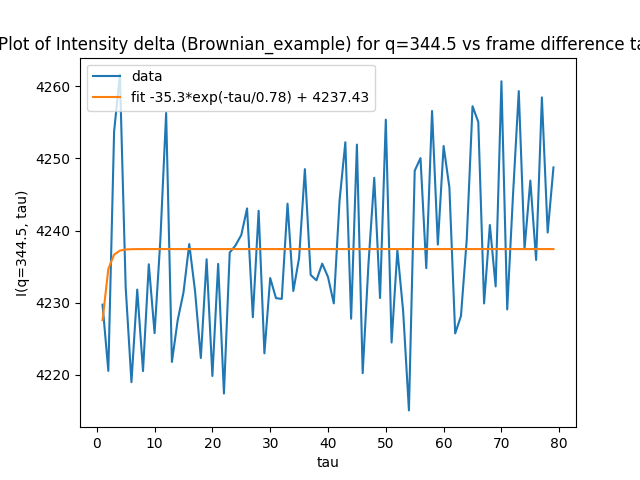 Plot of Intensity delta (Brownian_example) for q=344.5 vs frame difference ta
data
fit -35.3*exp(-tau/0.78) + 4237.43
I(q=344.5, tau)
4260
4250
4240
4230
4220
0 10 20 30 40 50 60 70 80
tau